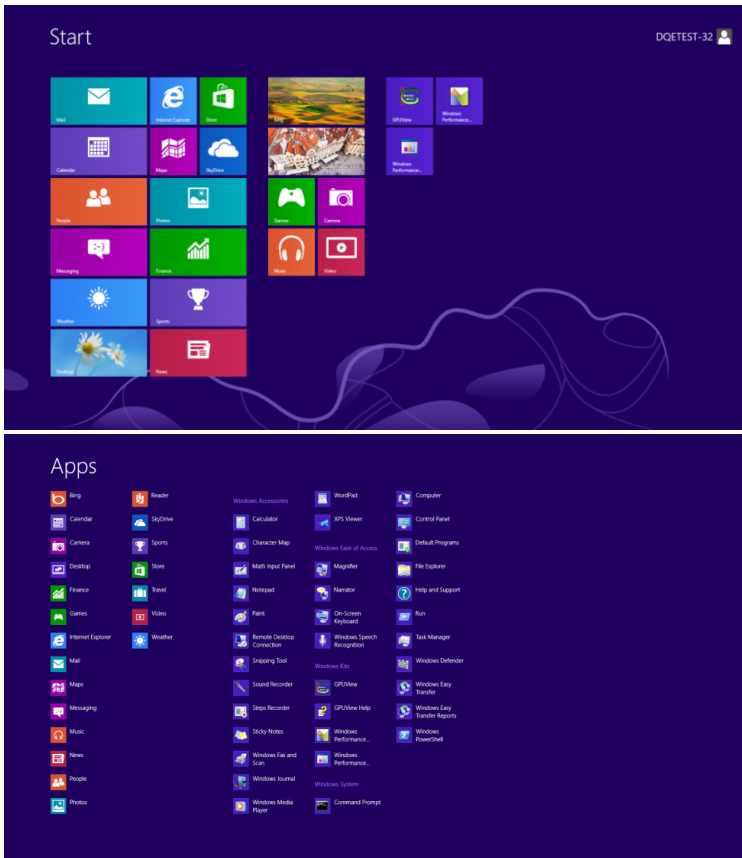 Start
DQETEST-32
Mail
Internet Explorer
Store
Bing
GPUView
Windows
Performance...
Calendar
Maps
SkyDrive
Windows
Performance...
People
Photos
Games
Camera
Messaging
Finance
Music
Video
Weather
Sports
Desktop
News
Apps
Bing
Calendar
Camera
Desktop
Finance
Games
Internet Explorer
Mail
Maps
Messaging
Music
News
People
Photos
Reader
SkyDrive
Sports
Store
Travel
Video
Weather
Windows Accessories
Calculator
Character Map
Math Input Panel
Notepad
Paint
Remote Desktop
Connection
Snipping Tool
Sound Recorder
Steps Recorder
Sticky Notes
Windows Fax and
Scan
Windows Journal
Windows Media
Player
WordPad
XPS Viewer
Windows Ease of Access
Magnifier
Narrator
On-Screen
Keyboard
Windows Speech
Recognition
Windows Kits
GPUView
GPUView Help
Windows
Performance...
Windows
Performance...
Windows System
Command Prompt
Computer
Control Panel
Default Programs
File Explorer
Help and Support
Run
Task Manager
Windows Defender
Windows Easy
Transfer
Windows Easy
Transfer Reports
Windows
PowerShell